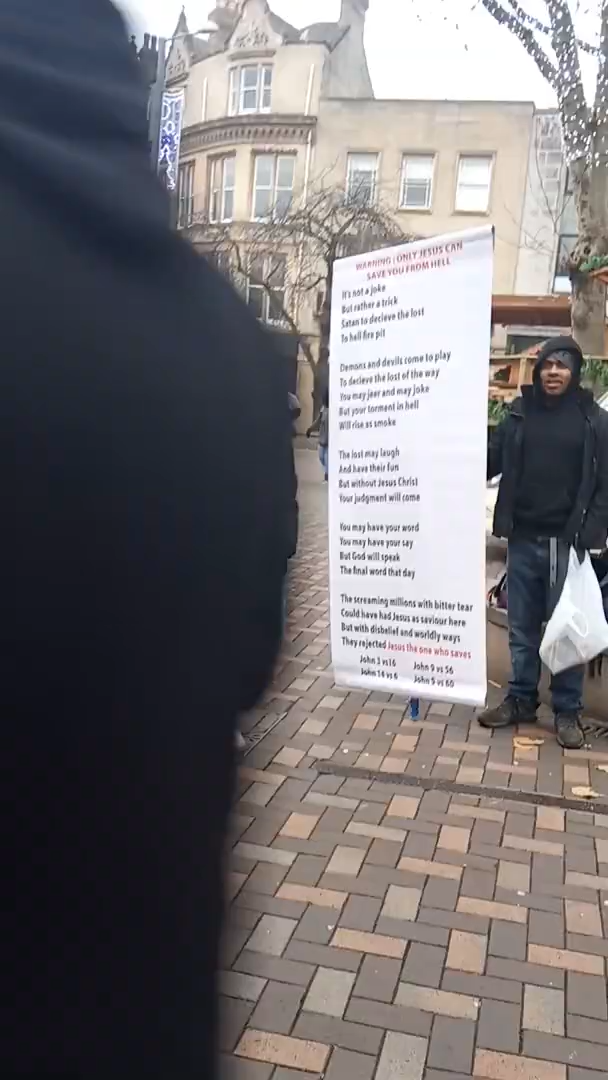 WARNING ! ONLY JESUS CAN
SAVE YOU FROM HELL
It's not a joke
But rather a trick
Satan to decieve the lost
To hell fire pit
Demons and devils come to play
To decieve the lost of the way
You may jeer and may joke
But your torment in hell
Will rise as smoke
The lost may laugh
And have their fun
But without Jesus Christ
Your judgment will come
You may have your word
You may have your say
But God will speak
The final word that day
The screaming millions with bitter tear
Could have had Jesus as saviour here
But with disbelief and worldly ways
They rejected Jesus the one who saves
John 3 vs16 John 9 vs 56
John 14 vs 6 John 5 vs 60